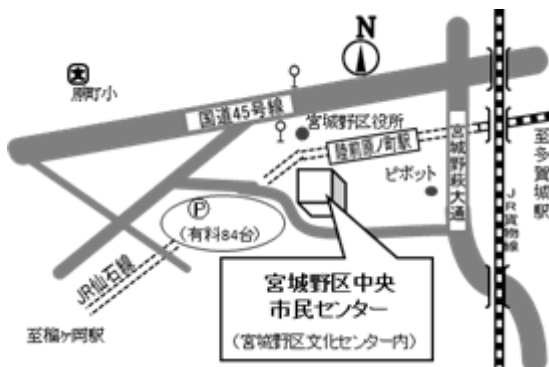 N
原町小
国道45号線
宮城野区役所
陸前原ノ町駅
宮城野萩大通
至多賀城駅
JR貨物線
ピボット
P
(有料84台)
JR仙石線
至榴ヶ岡駅
宮城野区中央
市民センター
(宮城野区文化センター内)